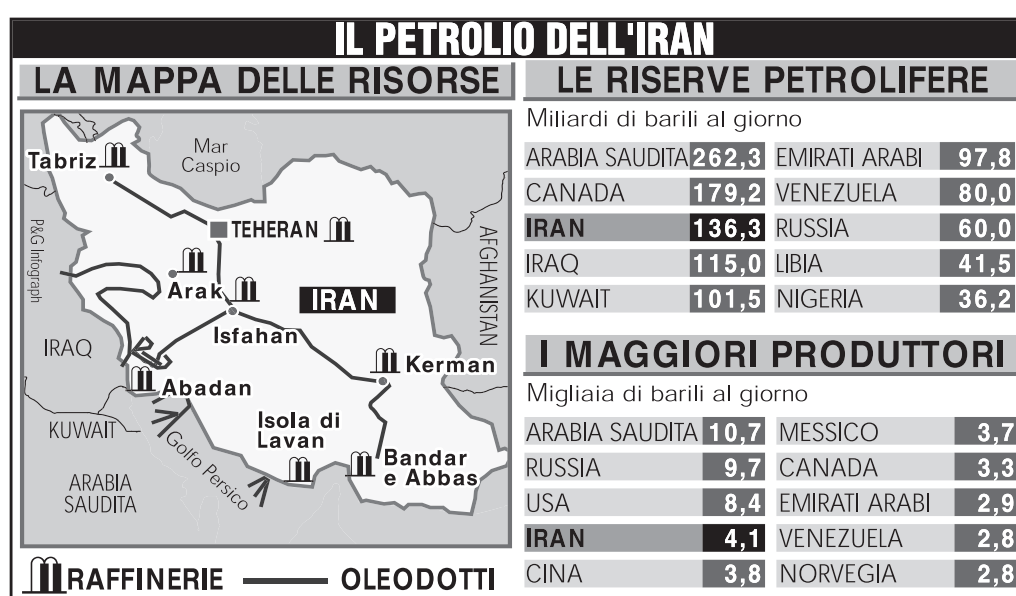 IL PETROLIO DELL'IRAN
LA MAPPA DELLE RISORSE
Mar
Caspio
Tabriz
TEHERAN
P&G Infograph
AFGHANISTAN
Arak
IRAN
Isfahan
IRAQ
Kerman
Abadan
Isola di
Lavan
KUWAIT
Golfo Persico
Bandar
e Abbas
ARABIA
SAUDITA
RAFFINERIE
OLEODOTTI
LE RISERVE PETROLIFERE
Miliardi di barili al giorno
ARABIA SAUDITA 262,3 EMIRATI ARABI 97,8
CANADA 179,2 VENEZUELA 80,0
IRAN 136,3 RUSSIA 60,0
IRAQ 115,0 LIBIA 41,5
KUWAIT 101,5 NIGERIA 36,2
I MAGGIORI PRODUTTORI
Migliaia di barili al giorno
ARABIA SAUDITA 10,7 MESSICO 3,7
RUSSIA 9,7 CANADA 3,3
USA 8,4 EMIRATI ARABI 2,9
IRAN 4,1 VENEZUELA 2,8
CINA 3,8 NORVEGIA 2,8